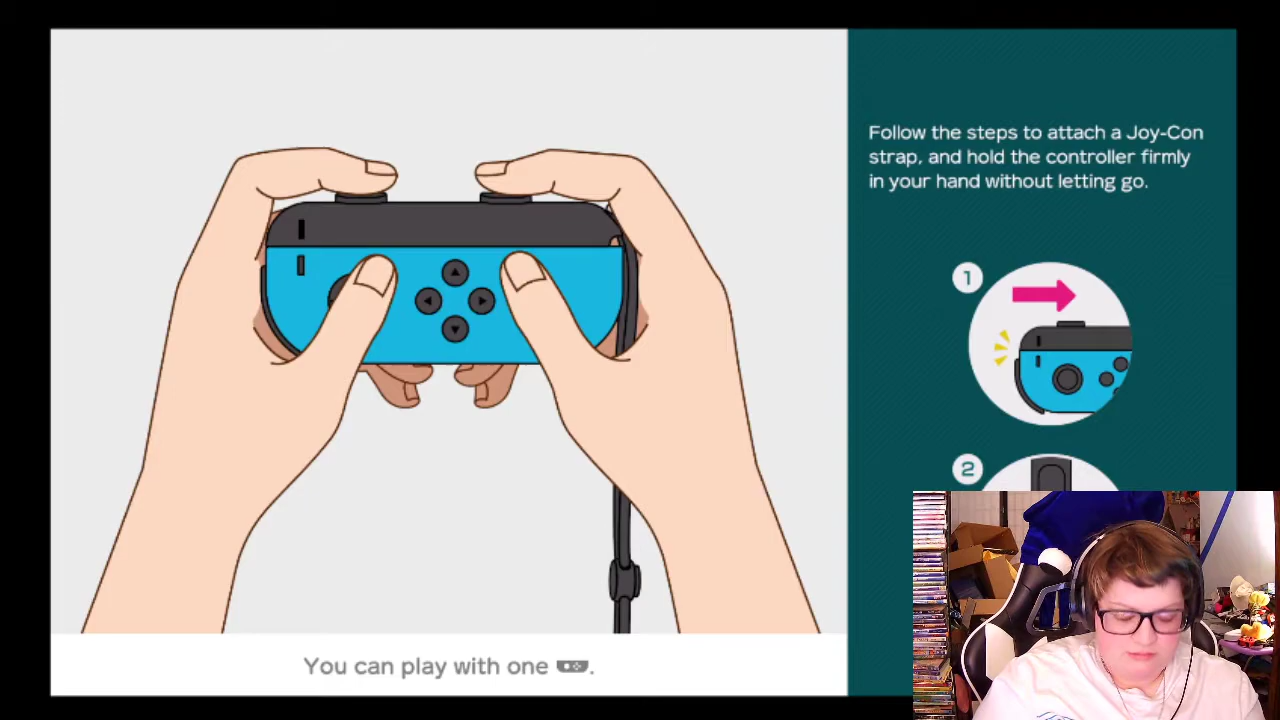 Follow the steps to attach a Joy-Con
strap, and hold the controller firmly
in your hand without letting go.
1
2
You can play with one .